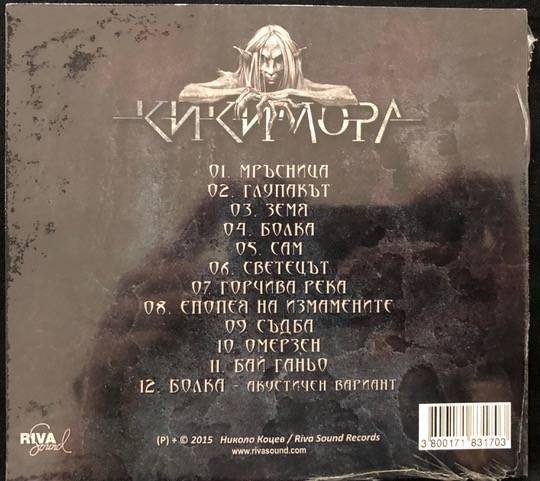 КИКИМОРА
01. МРЪСНИЦА
02. ГЛУПАКЪТ
03. ЗЕМЯ
04. БОЛКА
05. САМ
06. СВЕТЕЦЪТ
07. ГОРЧИВА РЕКА
08. ЕПОПЕЯ НА ИЗМАМЕНИТЕ
09. СЪДБА
10. ОМЕРЗЕН
11. БАЙ ГАНЬО
12. БОЛКА - АКУСТИЧЕН ВАРИАНТ
RIVA Sound
(P) + © 2015 Николо Коцев / Riva Sound Records
www.rivasound.com
3 800171 831703